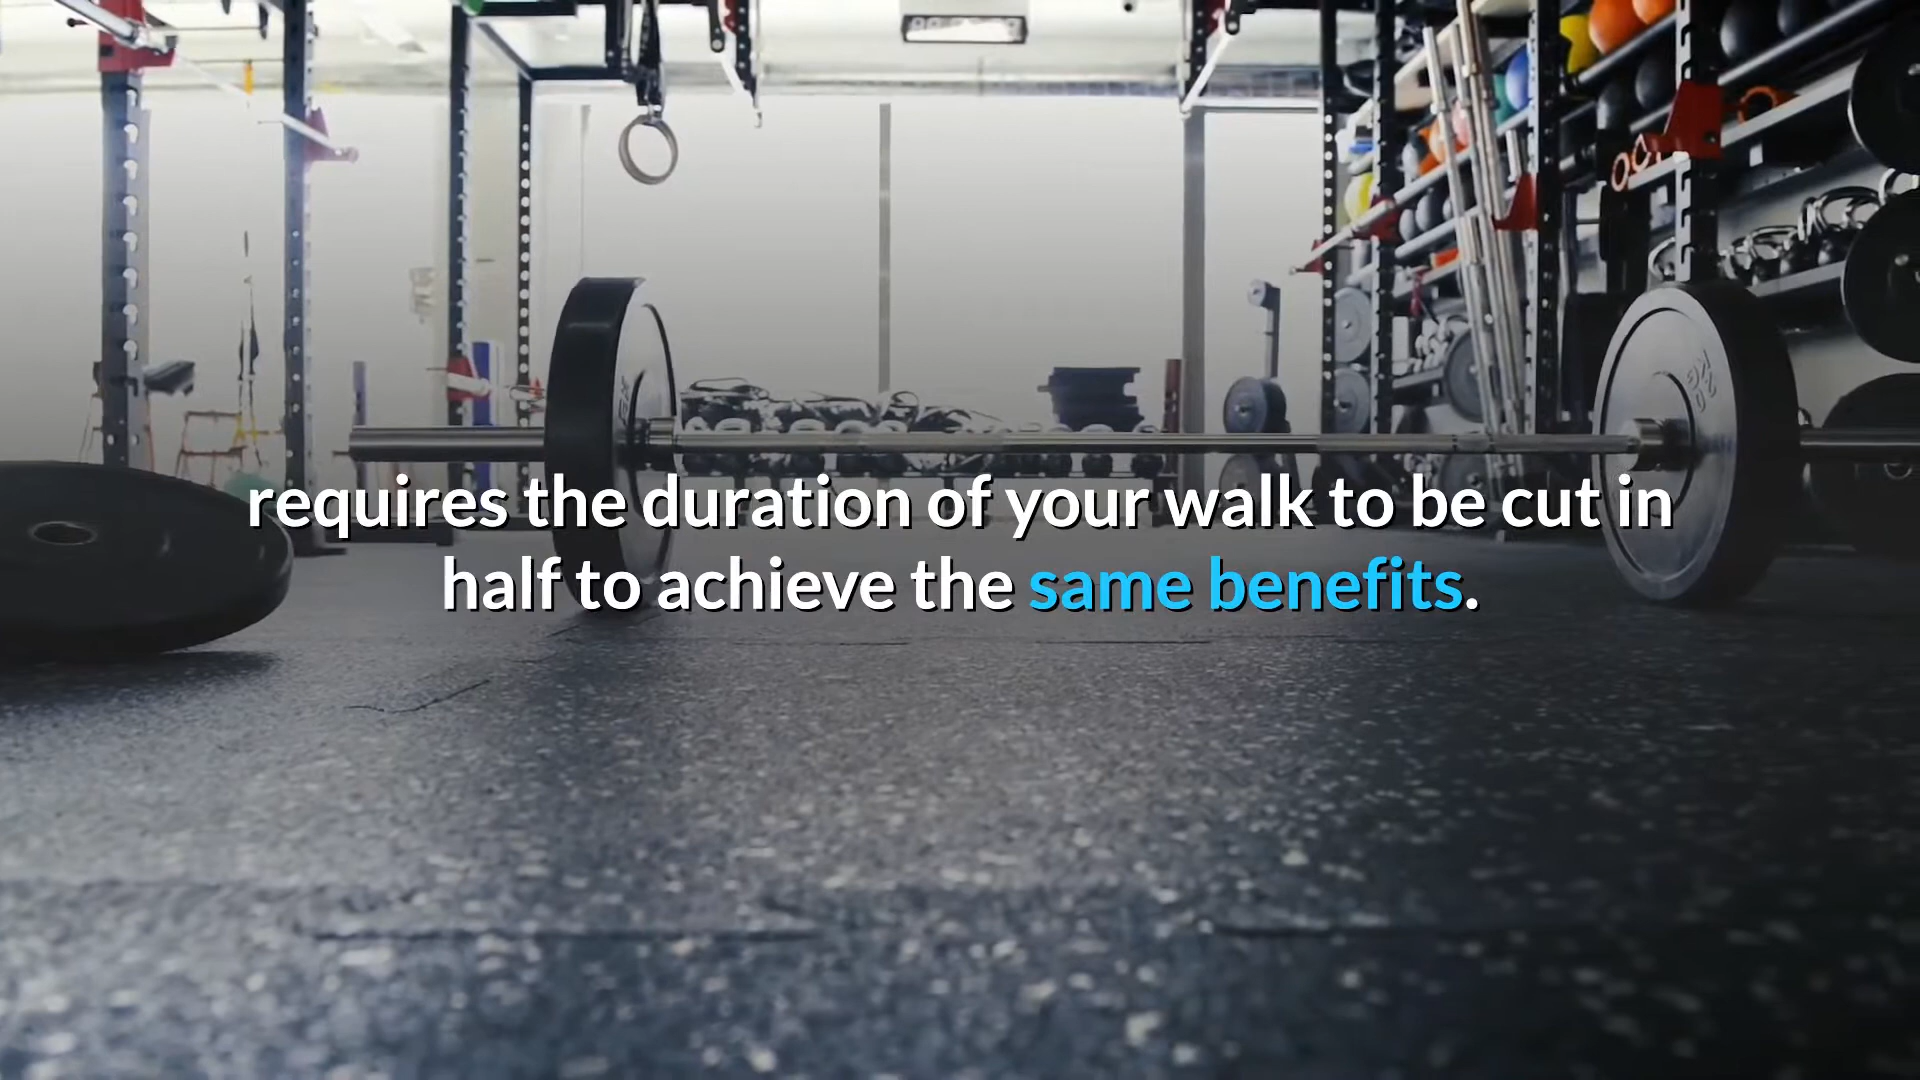 requires the duration of your walk to be cut in
half to achieve the same benefits.